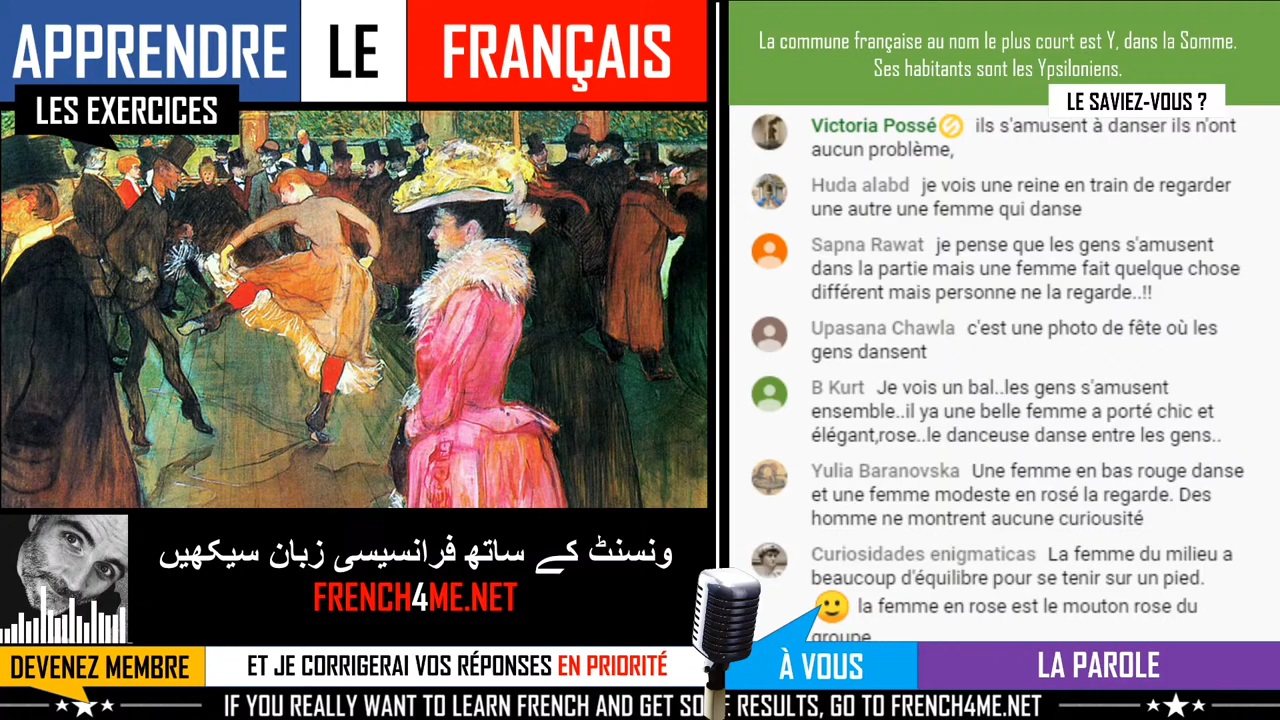 APPRENDRE LE FRANÇAIS
LES EXERCICES
La commune française au nom le plus court est Y, dans la Somme.
Ses habitants sont les Ypsiloniens.
LE SAVIEZ-VOUS ?
Victoria Possé ils s'amusent à danser ils n'ont
aucun problème,
Huda alabd je vois une reine en train de regarder
une autre une femme qui danse
Sapna Rawat je pense que les gens s'amusent
dans la partie mais une femme fait quelque chose
différent mais personne ne la regarde..!!
Upasana Chawla c'est une photo de fête où les
gens dansent
B Kurt Je vois un bal..les gens s'amusent
ensemble..il ya une belle femme a porté chic et
élégant,rose..le danceuse danse entre les gens..
Yulia Baranovska Une femme en bas rouge danse
et une femme modeste en rosé la regarde. Des
homme ne montrent aucune curiousité
Curiosidades enigmaticas La femme du milieu a
beaucoup d'équilibre pour se tenir sur un pied.
la femme en rose est le mouton rose du
groupe
ونسنٹ کے ساتھ فرانسیسی زبان سیکھیں
FRENCH4ME.NET
DEVENEZ MEMBRE
ET JE CORRIGERAI VOS RÉPONSES EN PRIORITÉ
À VOUS LA PAROLE
IF YOU REALLY WANT TO LEARN FRENCH AND GET SOME RESULTS, GO TO FRENCH4ME.NET